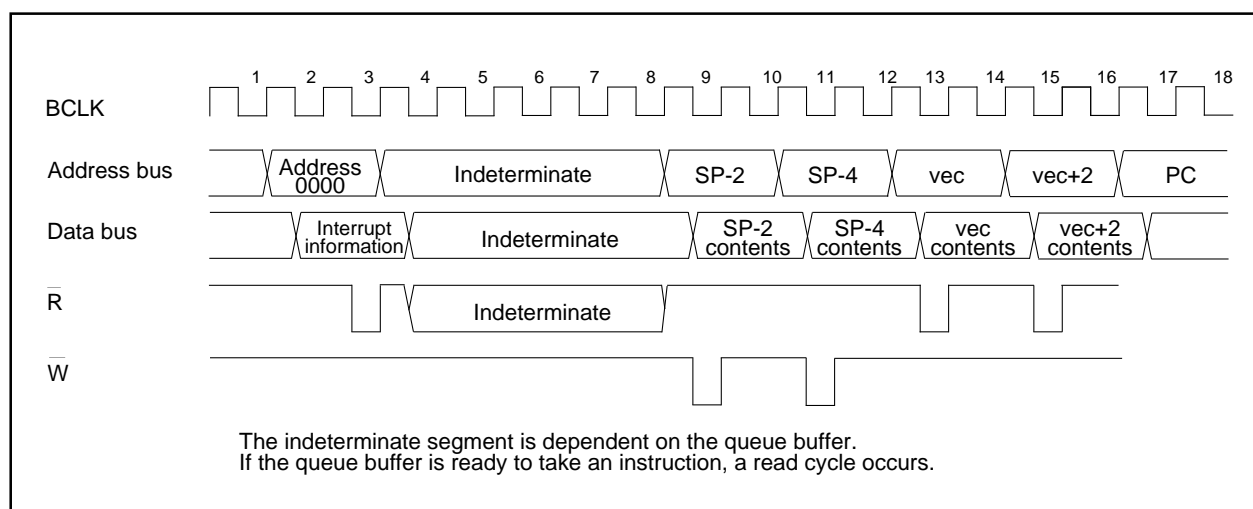 1 2 3 4 5 6 7 8 9 10 11 12 13 14 15 16 17 18
BCLK
Address bus
Address
0000
Indeterminate
SP-2
SP-4
vec
vec+2
PC
Data bus
Interrupt
information
Indeterminate
SP-2
contents
SP-4
contents
vec
contents
vec+2
contents
R
Indeterminate
W
The indeterminate segment is dependent on the queue buffer.
If the queue buffer is ready to take an instruction, a read cycle occurs.